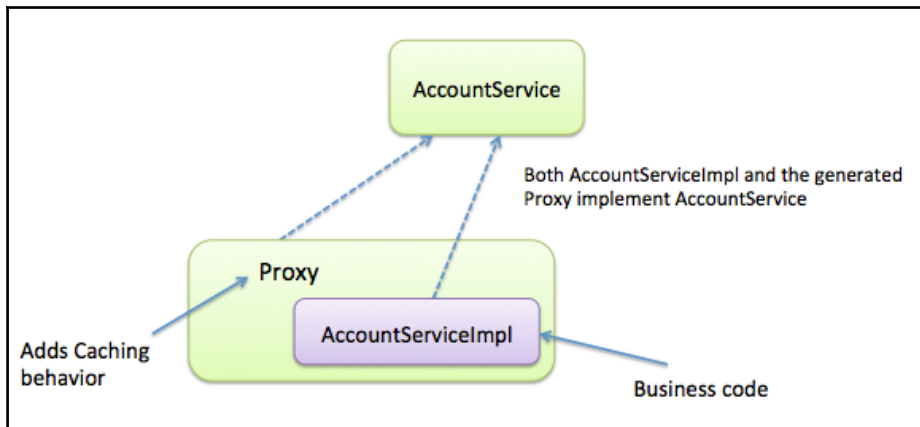 AccountService
Both AccountServiceImpl and the generated
Proxy implement AccountService
Proxy
AccountServiceImpl
Adds Caching
behavior
Business code